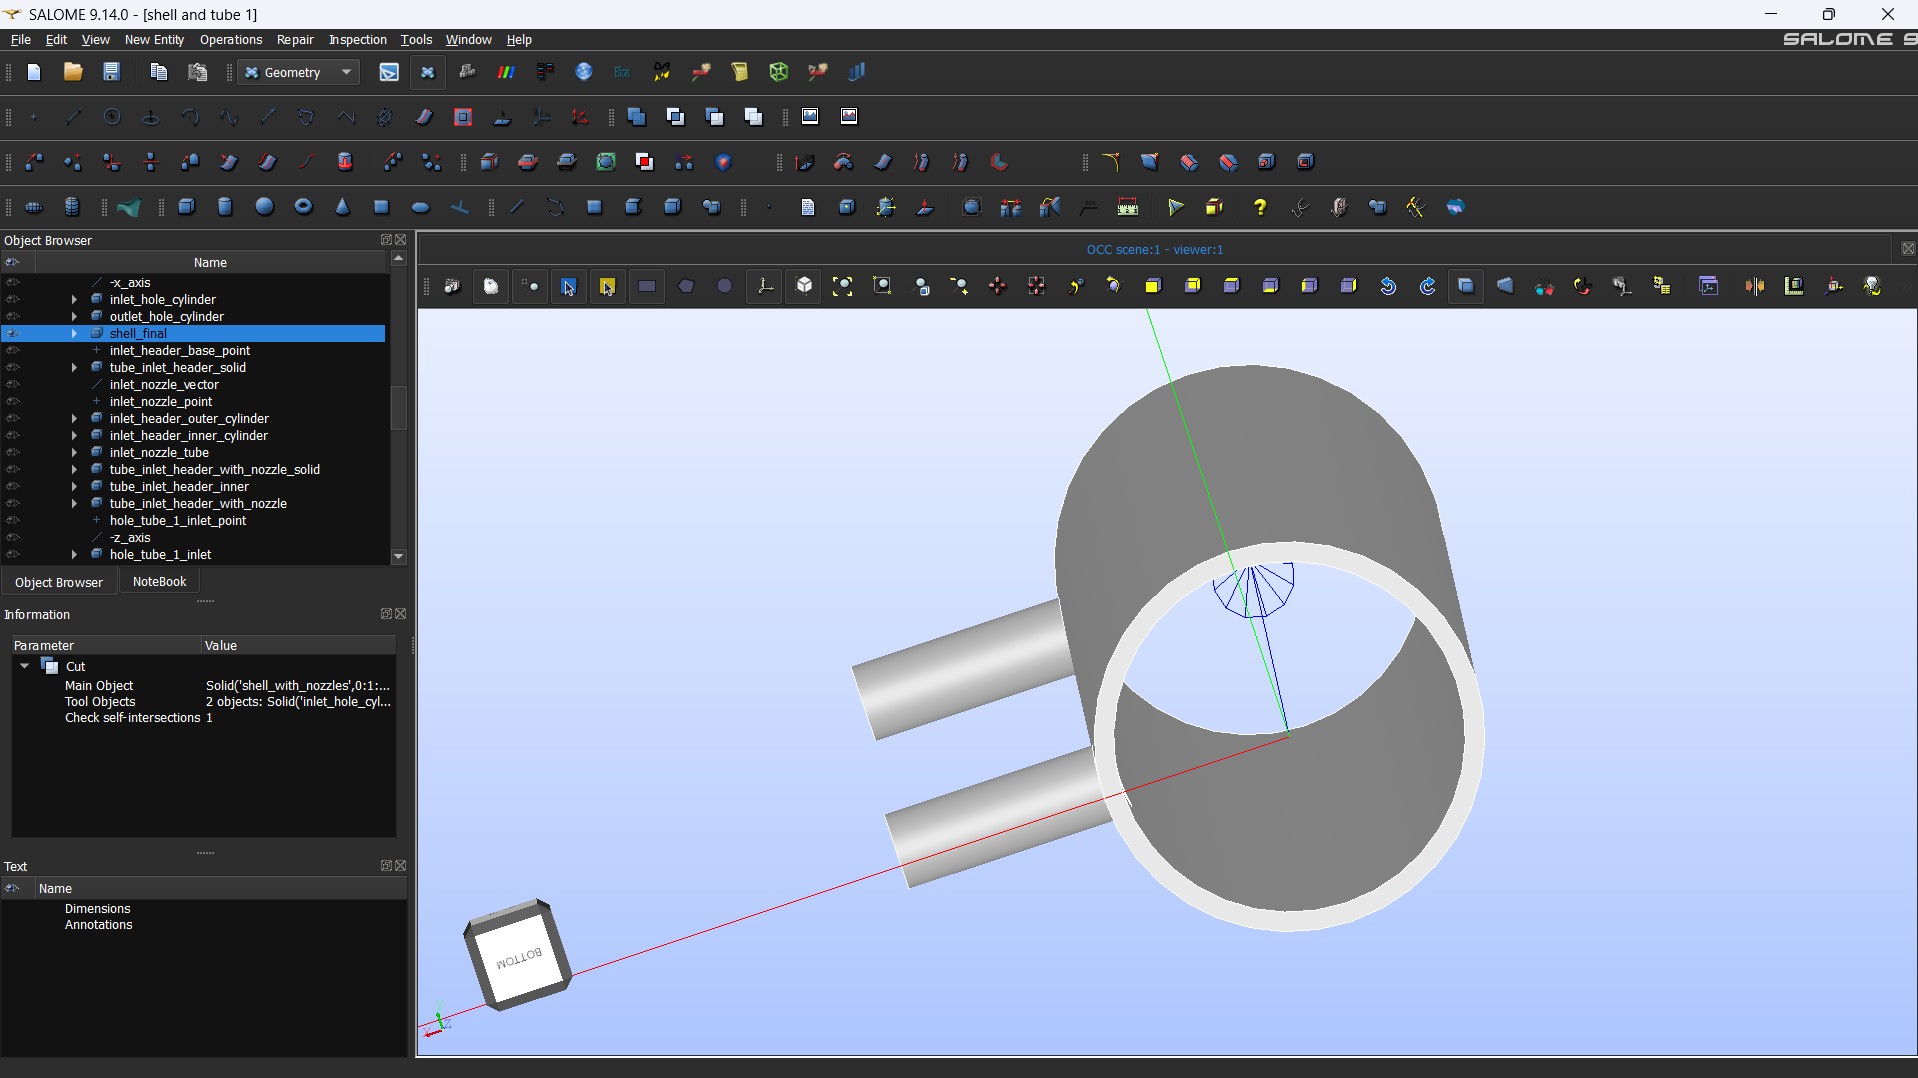 SALOME 9.14.0 - [shell and tube 1]
File Edit View New Entity Operations Repair Inspection Tools Window Help
SALOME 9
Geometry
Object Browser
Name
-x_axis
inlet_hole_cylinder
outlet_hole_cylinder
shell_final
inlet_header_base_point
tube_inlet_header_solid
inlet_nozzle_vector
inlet_nozzle_point
inlet_header_outer_cylinder
inlet_header_inner_cylinder
inlet_nozzle_tube
tube_inlet_header_with_nozzle_solid
tube_inlet_header_inner
tube_inlet_header_with_nozzle
hole_tube_1_inlet_point
-z_axis
hole_tube_1_inlet
Object Browser NoteBook
Information
Parameter Value
Cut
Main Object Solid('shell_with_nozzles',0:1:...
Tool Objects 2 objects: Solid('inlet_hole_cyl...
Check self-intersections 1
Text
Name
Dimensions
Annotations
OCC scene:1 - viewer:1
BOTTOM